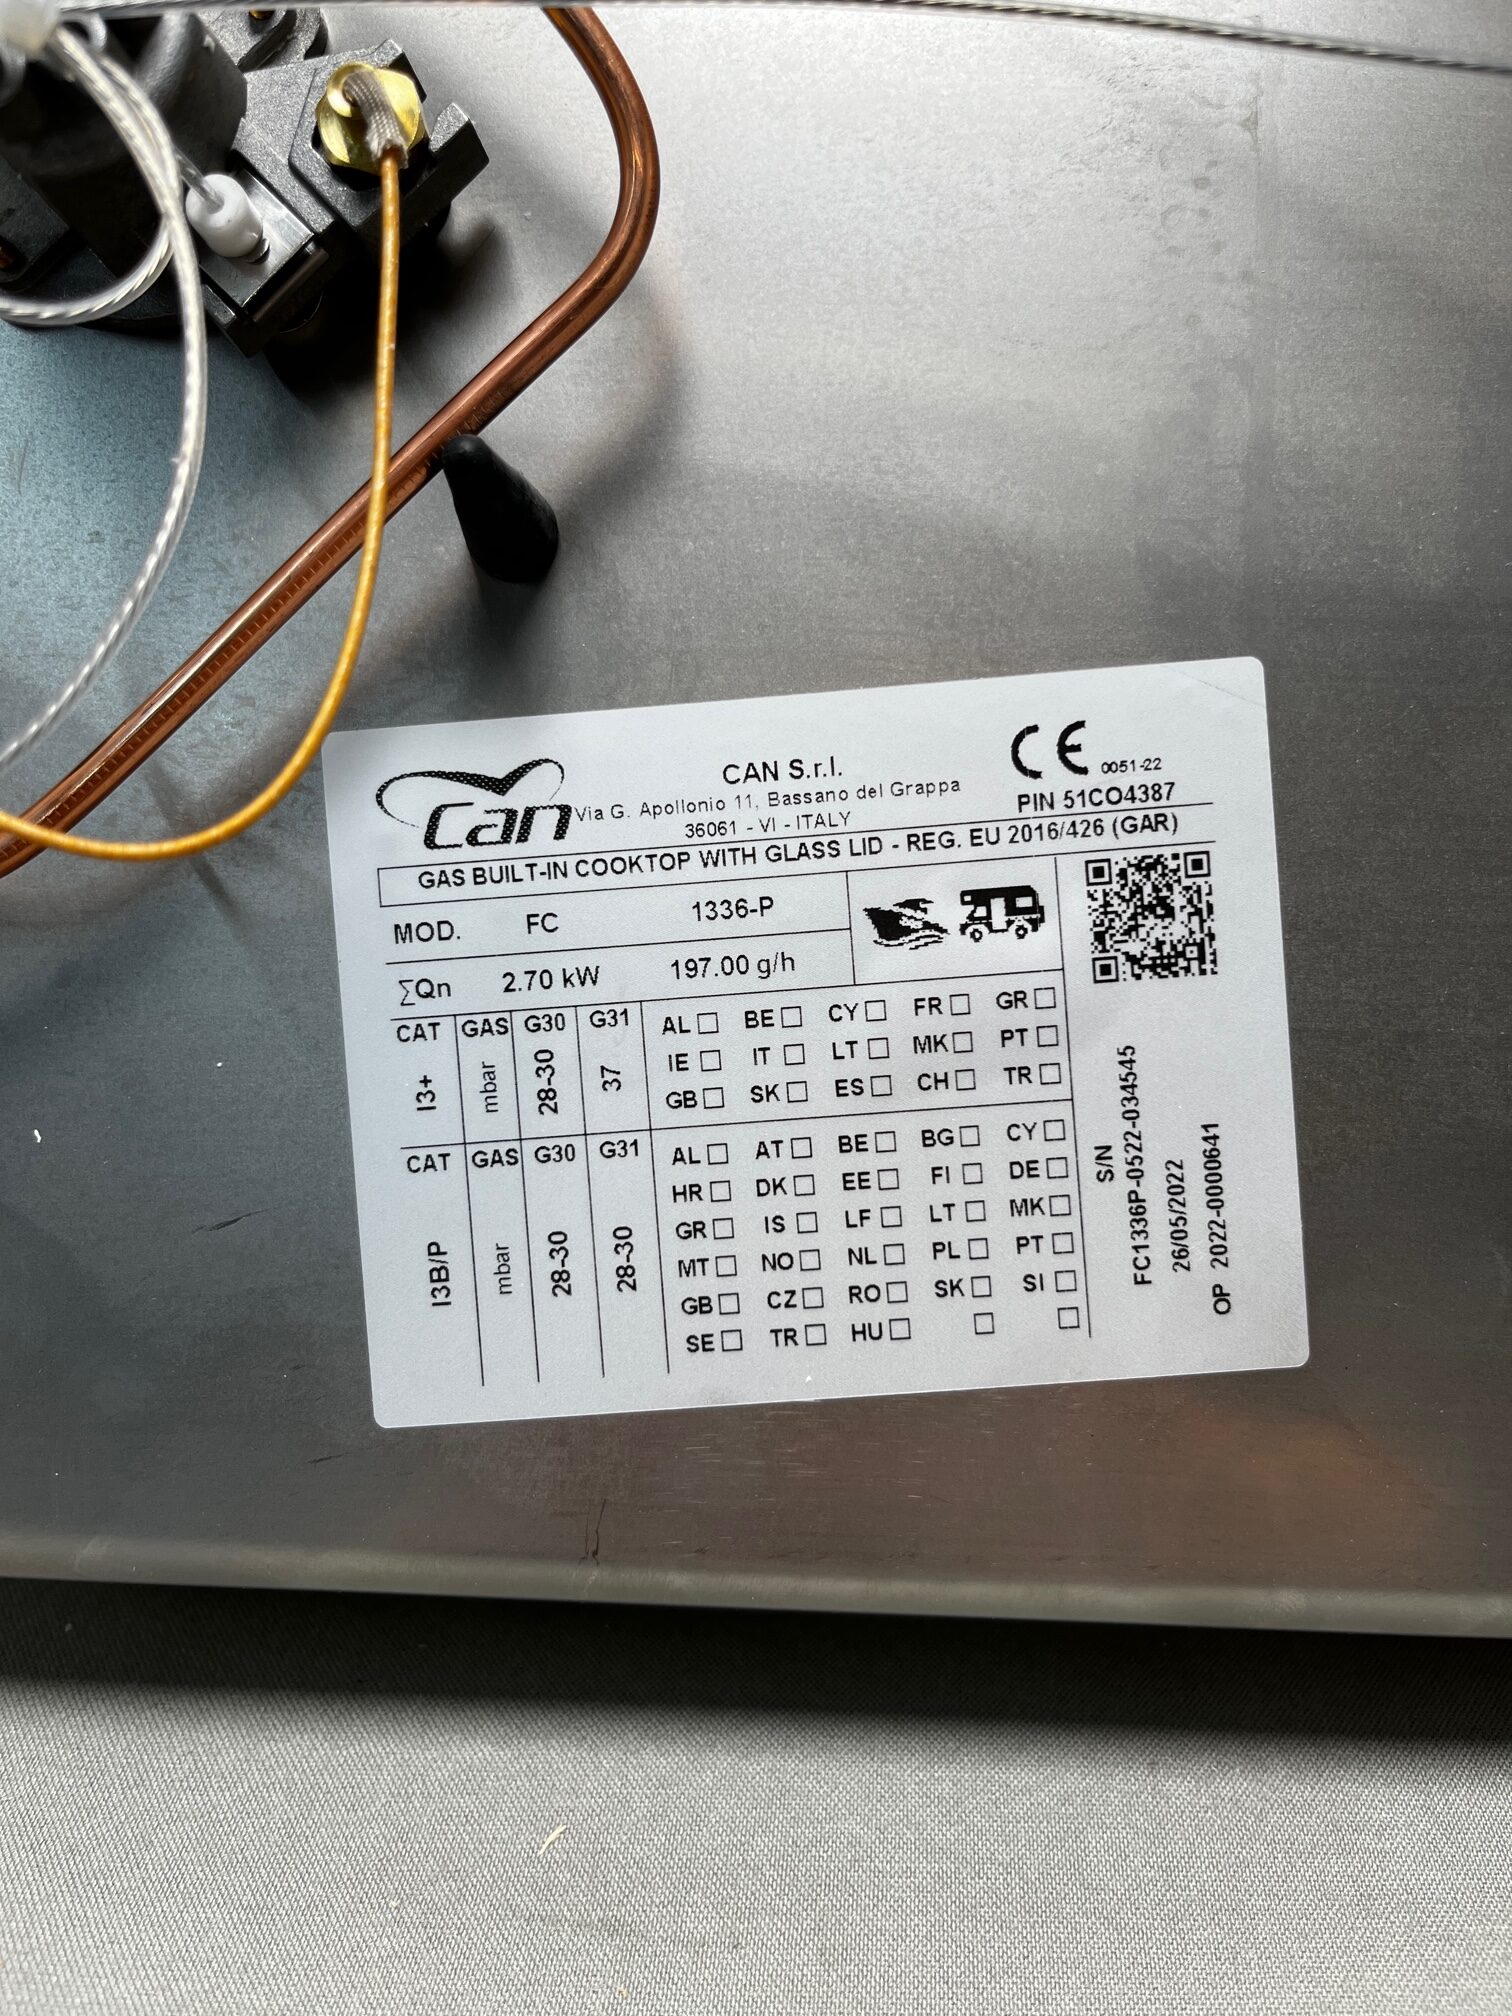 can
CAN S.r.l.
Via G. Apollonio 11, Bassano del Grappa
36061 - VI - ITALY
CE 0051-22
PIN 51CO4387
GAS BUILT-IN COOKTOP WITH GLASS LID - REG. EU 2016/426 (GAR)
MOD. FC 1336-P
∑Qn 2.70 kW 197.00 g/h
CAT GAS G30 G31
I3+ mbar 28-30 37
AL □ BE □ CY □ FR □ GR □
IE □ IT □ LT □ MK □ PT □
GB □ SK □ ES □ CH □ TR □
CAT GAS G30 G31
I3B/P mbar 28-30 28-30
AL □ AT □ BE □ BG □ CY □
HR □ DK □ EE □ FI □ DE □
GR □ IS □ LF □ LT □ MK □
MT □ NO □ NL □ PL □ PT □
GB □ CZ □ RO □ SK □ SI □
SE □ TR □ HU □ □ □
S/N
FC1336P-0522-034545
26/05/2022
OP 2022-0000641